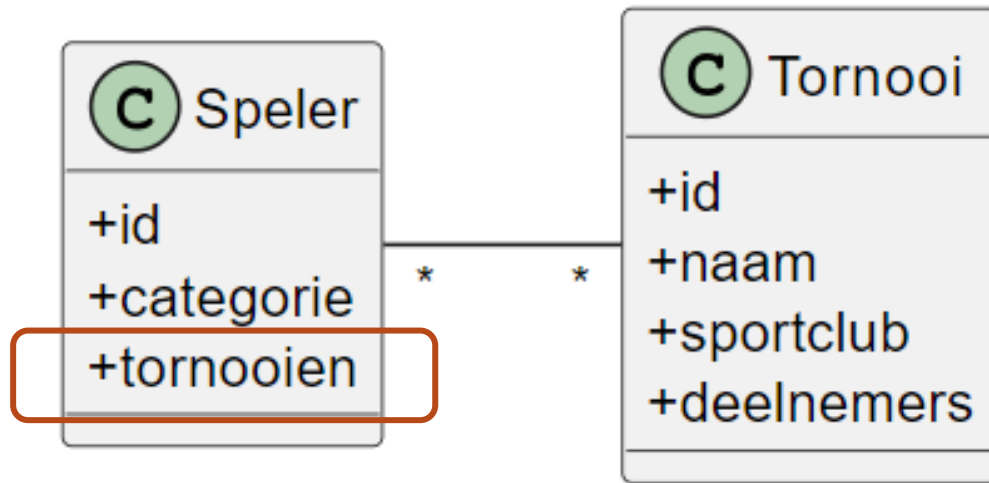 C Speler
+id
+categorie
+tornooien
* *
C Tornooi
+id
+naam
+sportclub
+deelnemers